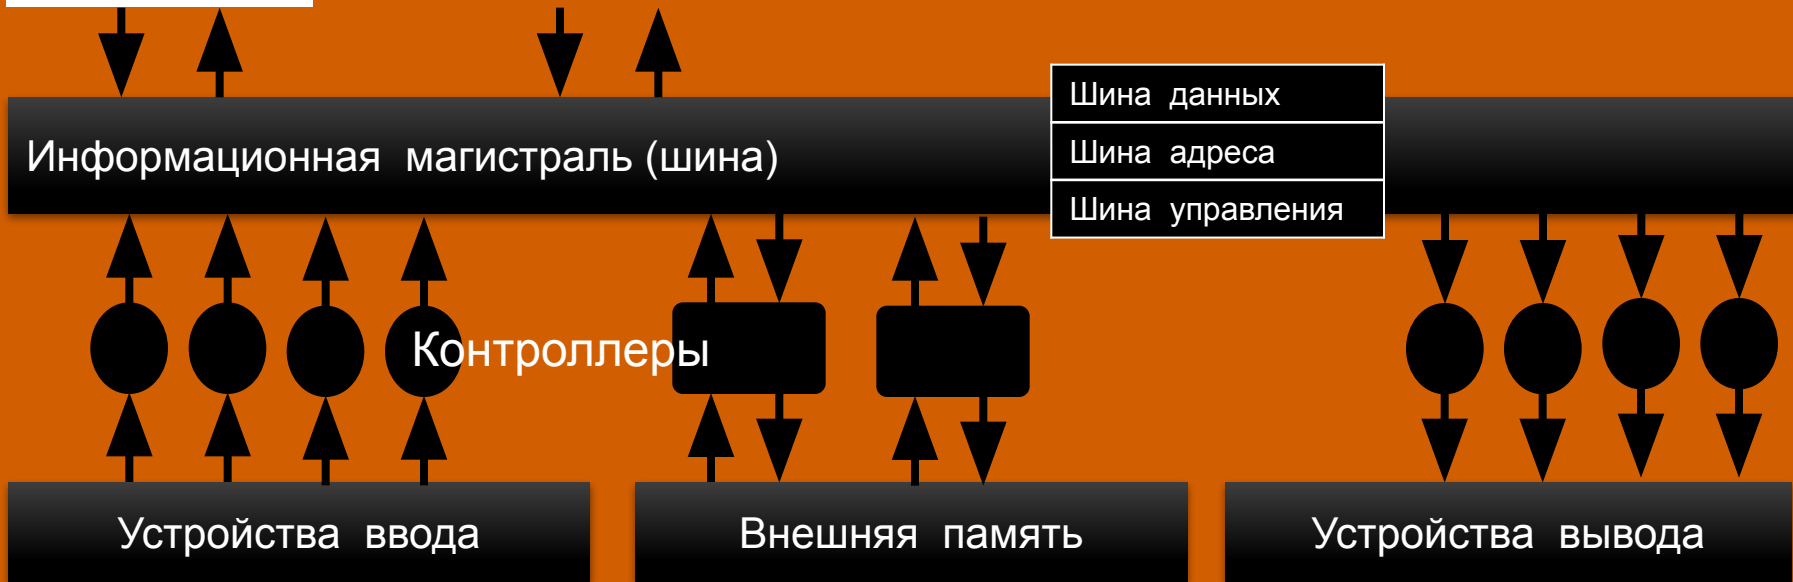 Шина данных
Информационная магистраль (шина)
Шина адреса
Шина управления
Контроллеры
Устройства ввода
Внешняя память
Устройства вывода